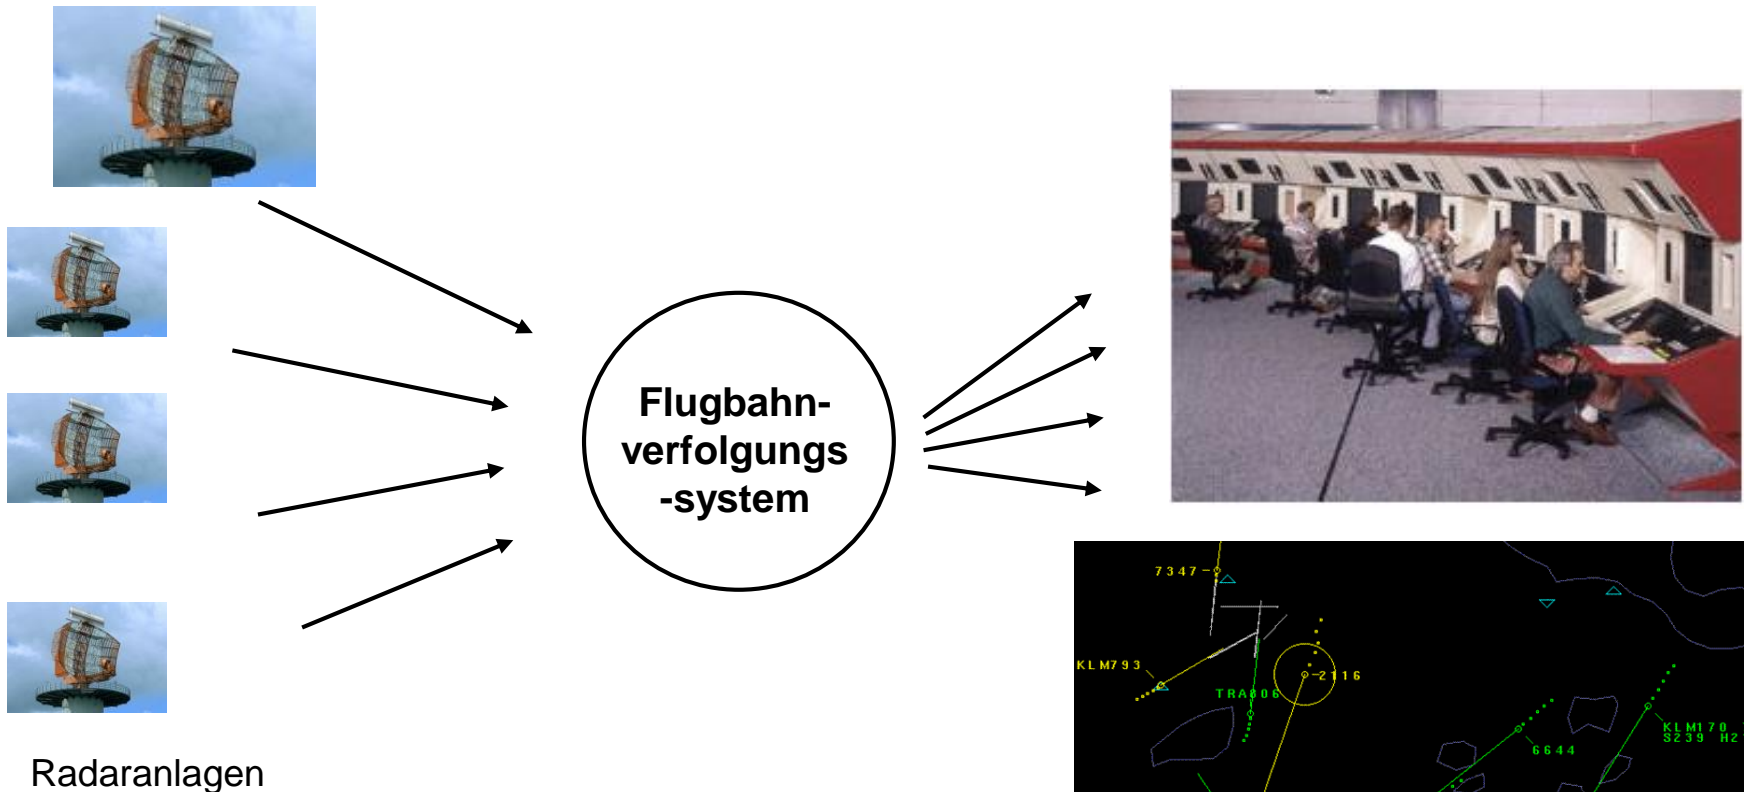 Flugbahn-
verfolgungs
-system
7347
KLM793
2116
TRA806
KLM170
S239 H2
6644
Radaranlagen